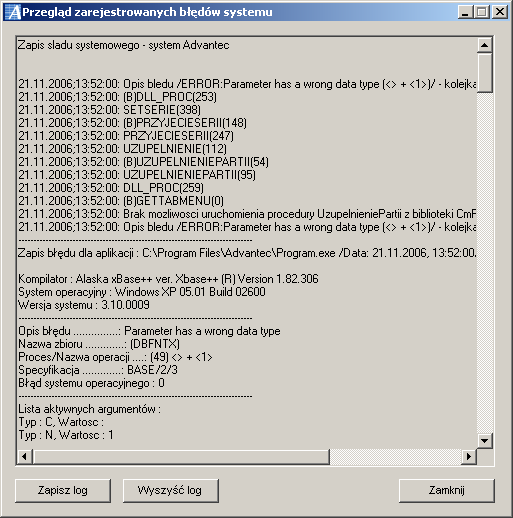 Przegląd zarejestrowanych błędów systemu
Zapis sladu systemowego - system Advantec
21.11.2006;13:52:00: Opis bledu /ERROR:Parameter has a wrong data type (<> + <1>)/ - kolejka
21.11.2006;13:52:00: (B)DLL_PROC(253)
21.11.2006;13:52:00: SETSERIE(398)
21.11.2006;13:52:00: (B)PRZYJECIESERII(148)
21.11.2006;13:52:00: PRZYJECIESERII(247)
21.11.2006;13:52:00: UZUPELNIENIE(112)
21.11.2006;13:52:00: (B)UZUPELNIENIEPARTII(54)
21.11.2006;13:52:00: UZUPELNIENIEPARTII(95)
21.11.2006;13:52:00: DLL_PROC(259)
21.11.2006;13:52:00: (B)GETTABMENU(0)
21.11.2006;13:52:00: Brak mozliwosci uruchomienia procedury UzupelnieniePartii z biblioteki CmF
21.11.2006;13:52:00: Opis bledu /ERROR:Parameter has a wrong data type (<> + <1>)/ - kolejka
--------------------------------------------------------------------------------
Zapis błędu dla aplikacji : C:\Program Files\Advantec\Program.exe /Data: 21.11.2006, 13:52:00.
Kompilator : Alaska xBase++ ver. Xbase++ (R) Version 1.82.306
System operacyjny : Windows XP 05.01 Build 02600
Wersja systemu : 3.10.0009
--------------------------------------------------------------------------------
Opis błędu ...............: Parameter has a wrong data type
Nazwa zbioru .............: (DBFNTX)
Proces/Nazwa operacji ....: (49) <> + <1>
Specyfikacja .............: BASE/2/3
Błąd systemu operacyjnego : 0
--------------------------------------------------------------------------------
Lista aktywnych argumentów :
Typ : C, Wartosc :
Typ : N, Wartosc : 1
Zapisz log
Wyszyść log
Zamknij